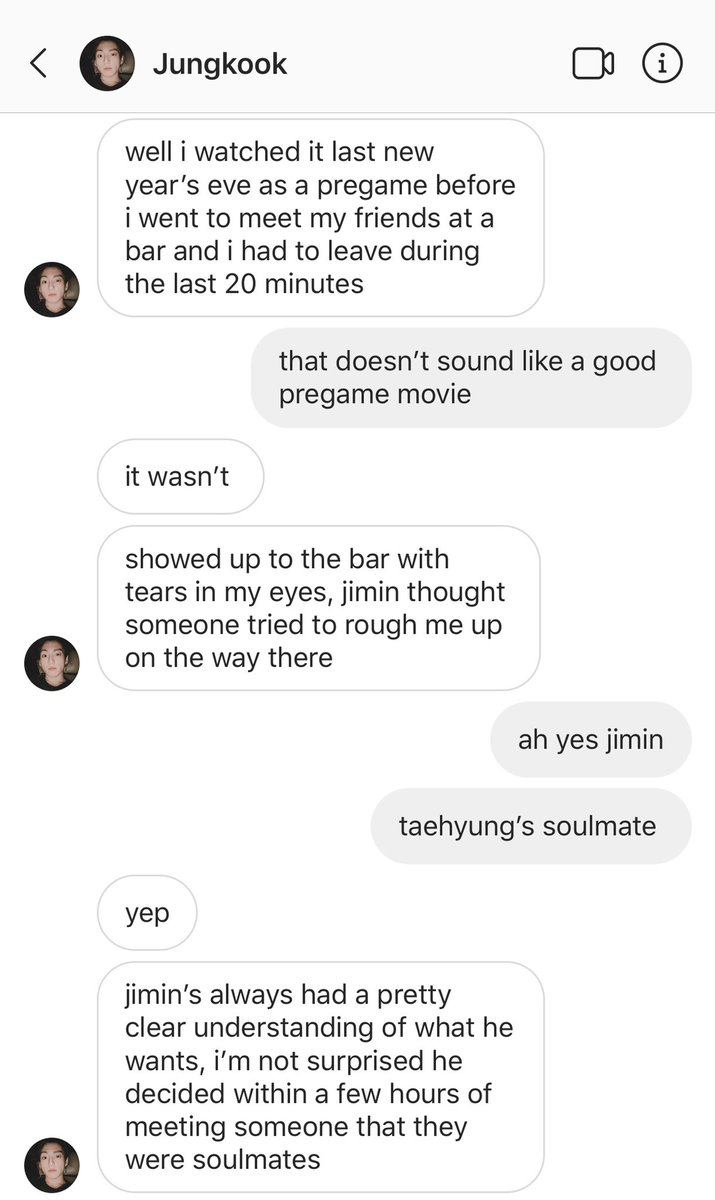 Jungkook
well i watched it last new
year’s eve as a pregame before
i went to meet my friends at a
bar and i had to leave during
the last 20 minutes
that doesn’t sound like a good
pregame movie
it wasn’t
showed up to the bar with
tears in my eyes, jimin thought
someone tried to rough me up
on the way there
ah yes jimin
taehyung’s soulmate
yep
jimin’s always had a pretty
clear understanding of what he
wants, i’m not surprised he
decided within a few hours of
meeting someone that they
were soulmates